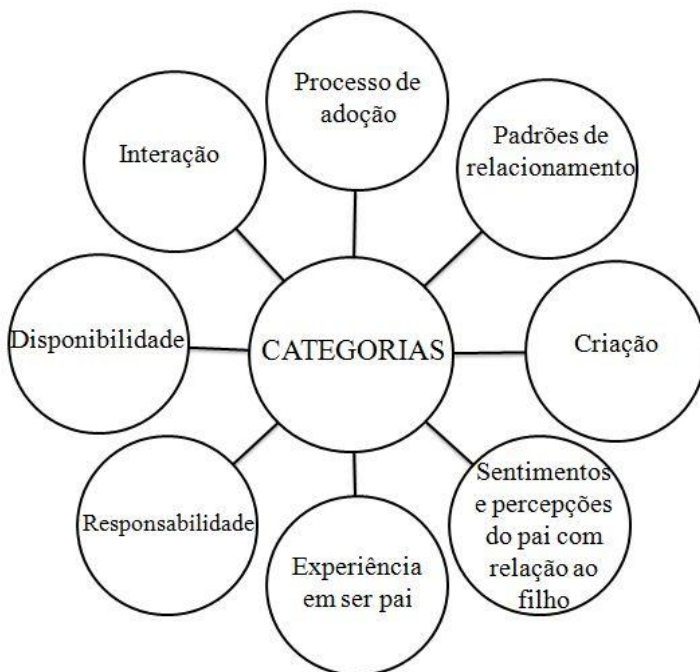 Processo de
adoção
Padrões de
relacionamento
Interação
Disponibilidade
CATEGORIAS
Criação
Sentimentos
e percepções
do pai com
relação ao
filho
Responsabilidade
Experiência
em ser pai